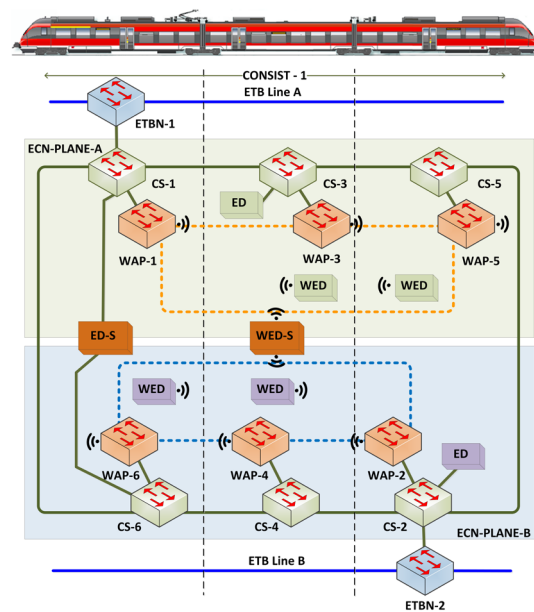 CONSIST - 1
ETB Line A
ETBN-1
ECN-PLANE-A
CS-1
CS-3
CS-5
ED
WAP-1
WAP-3
WAP-5
WED
WED
ED-S
WED-S
WED
WED
ED
WAP-6
WAP-4
WAP-2
CS-6
CS-4
CS-2
ECN-PLANE-B
ETB Line B
ETBN-2